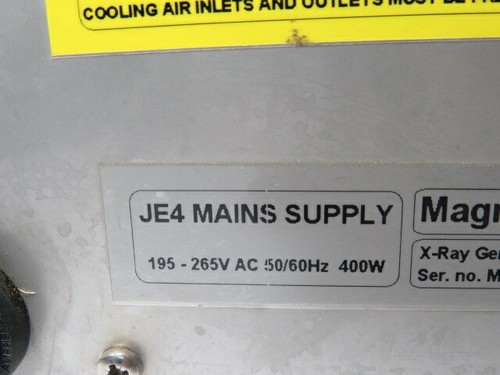 COOLING AIR INLETS AND OUTLETS MUST BE
JE4 MAINS SUPPLY
195 - 265V AC 50/60Hz 400W
Magn
X-Ray Gen
Ser. no. M